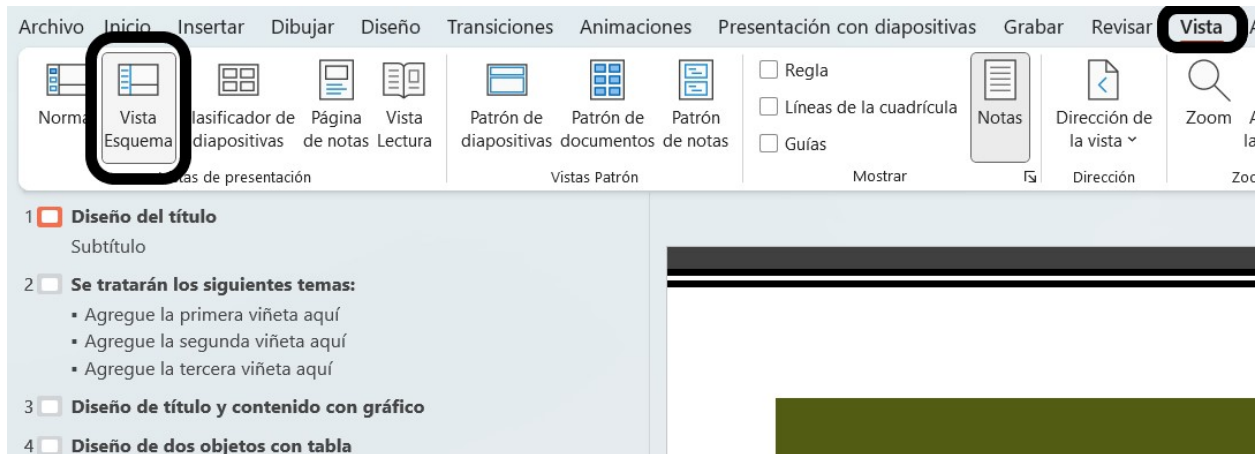 Archivo Inicio Insertar Dibujar Diseño Transiciones Animaciones Presentación con diapositivas Grabar Revisar Vista
Vista Esquema
de diapositivas
Página de notas
Vista Lectura
Patrón de diapositivas
Patrón de documentos
Patrón de notas
Regla
Líneas de la cuadrícula
Guías
Notas
Dirección de la vista
Zoom
de presentación
Vistas Patrón
Mostrar
Dirección
1 Diseño del título
Subtítulo
2 Se tratarán los siguientes temas:
▪ Agregue la primera viñeta aquí
▪ Agregue la segunda viñeta aquí
▪ Agregue la tercera viñeta aquí
3 Diseño de título y contenido con gráfico
4 Diseño de dos objetos con tabla